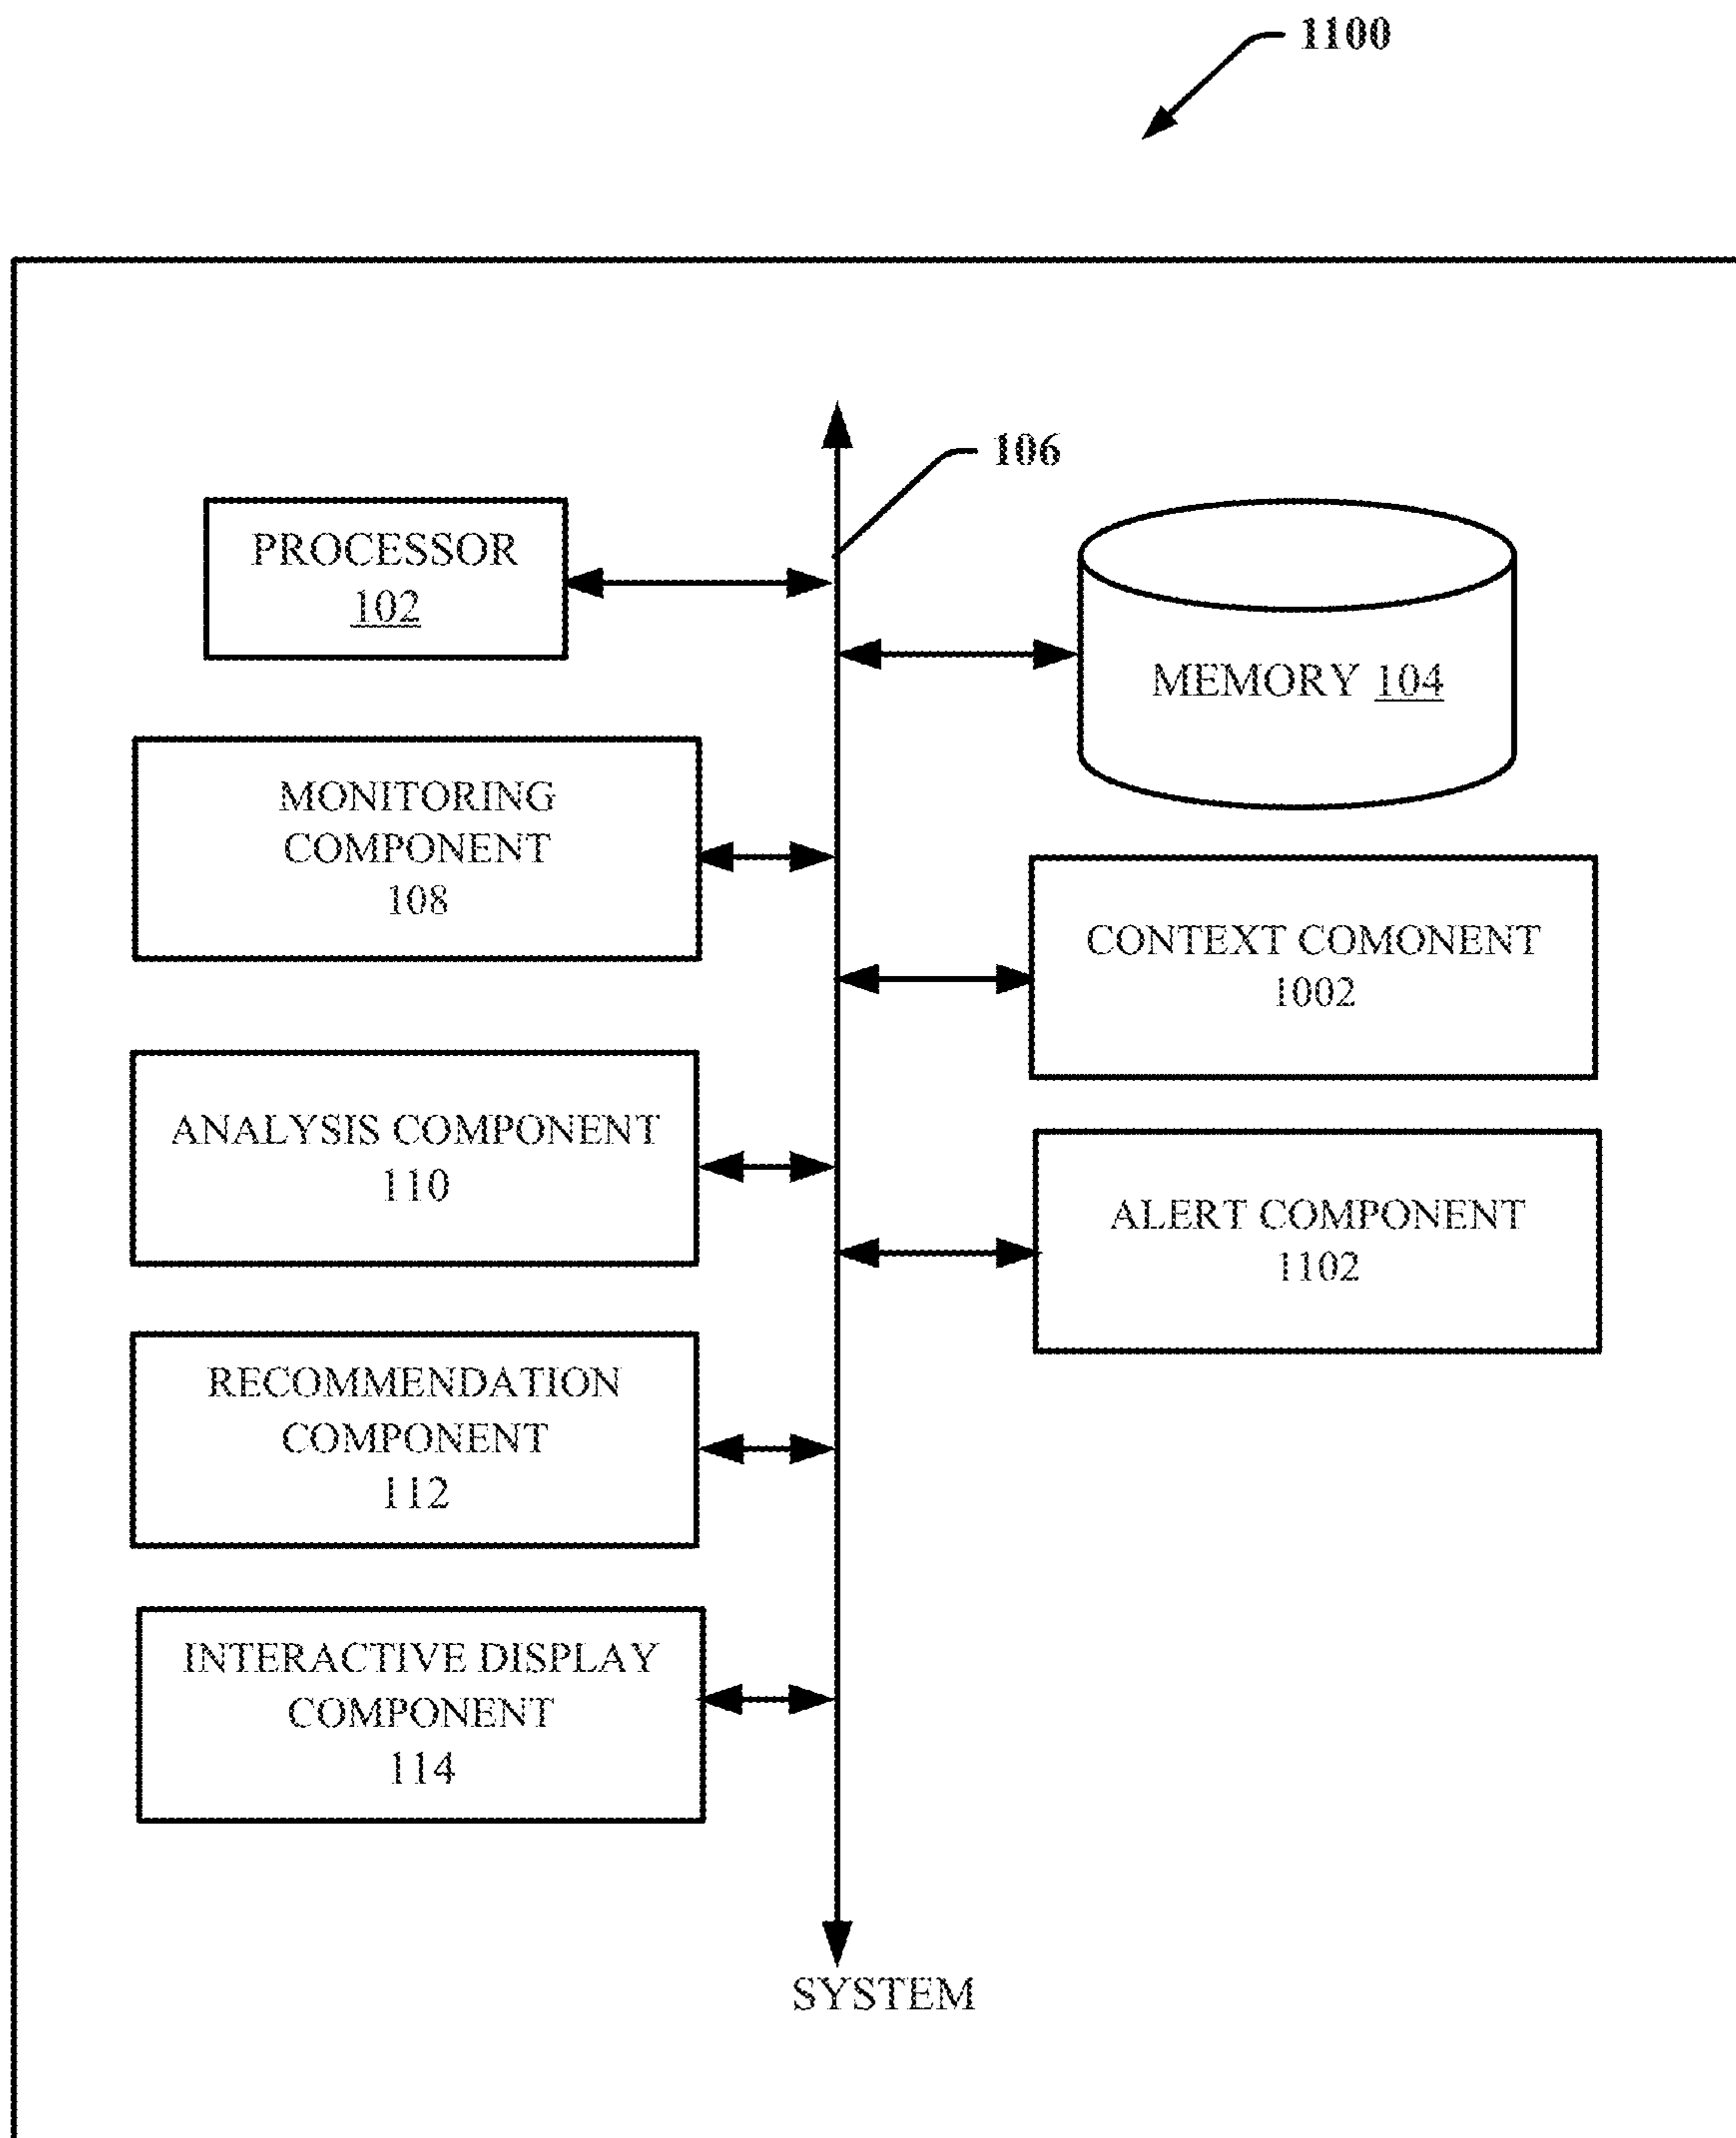 1100
106
PROCESSOR
102
MEMORY 104
MONITORING
COMPONENT
108
CONTEXT COMONENT
1002
ANALYSIS COMPONENT
110
ALERT COMPONENT
1102
RECOMMENDATION
COMPONENT
112
INTERACTIVE DISPLAY
COMPONENT
114
SYSTEM